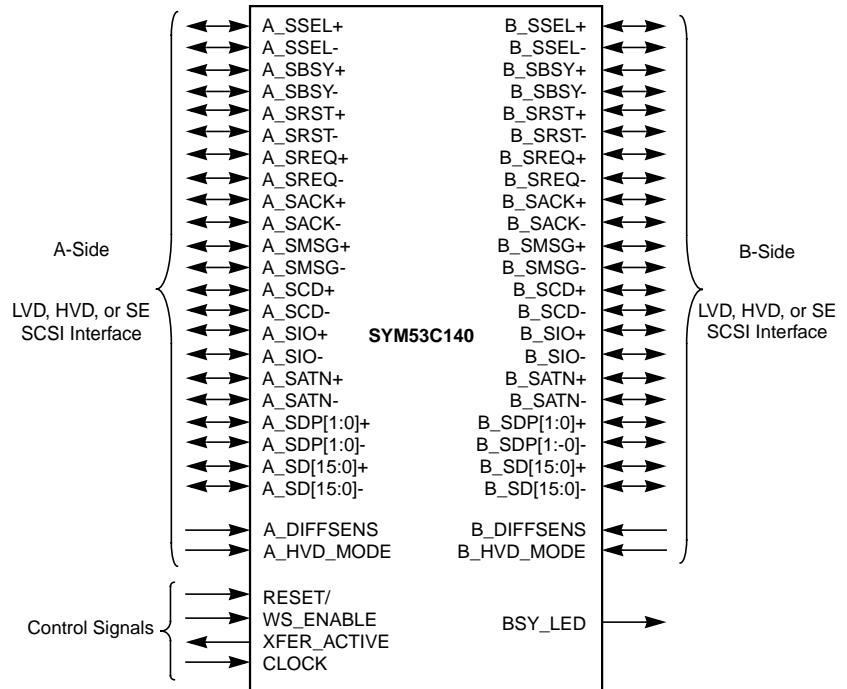 A_SSEL+ B_SSEL+
A_SSEL- B_SSEL-
A_SBSY+ B_SBSY+
A_SBSY- B_SBSY-
A_SRST+ B_SRST+
A_SRST- B_SRST-
A_SREQ+ B_SREQ+
A_SREQ- B_SREQ-
A_SACK+ B_SACK+
A_SACK- B_SACK-
A-Side A_SMSG+ B_SMSG+ B-Side
A_SMSG- B_SMSG-
A_SCD+ B_SCD+
LVD, HVD, or SE A_SCD- B_SCD- LVD, HVD, or SE
SCSI Interface A_SIO+ SYM53C140 B_SIO+ SCSI Interface
A_SIO- B_SIO-
A_SATN+ B_SATN+
A_SATN- B_SATN-
A_SDP[1:0]+ B_SDP[1:0]+
A_SDP[1:0]- B_SDP[1:-0]-
A_SD[15:0]+ B_SD[15:0]+
A_SD[15:0]- B_SD[15:0]-
A_DIFFSENS B_DIFFSENS
A_HVD_MODE B_HVD_MODE
RESET/
Control Signals WS_ENABLE BSY_LED
XFER_ACTIVE
CLOCK